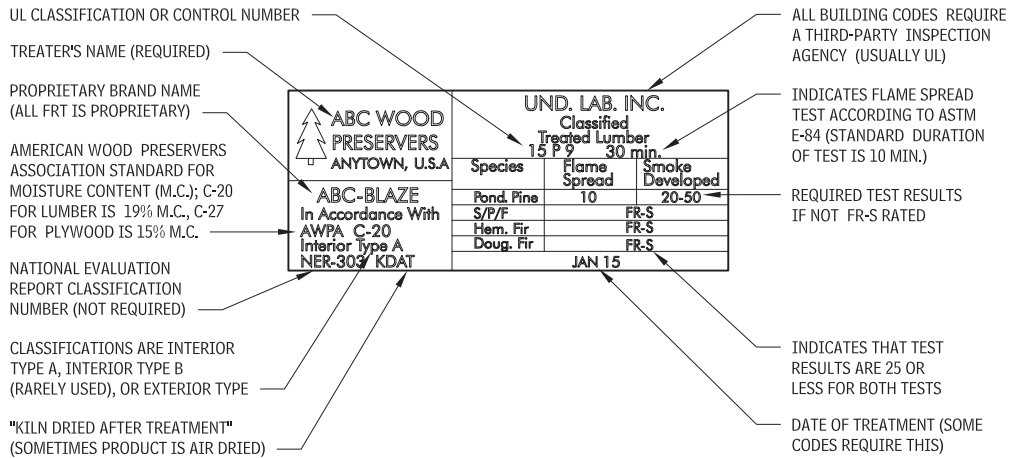 UL CLASSIFICATION OR CONTROL NUMBER
TREATER'S NAME (REQUIRED)
PROPRIETARY BRAND NAME
(ALL FRT IS PROPRIETARY)
AMERICAN WOOD PRESERVERS
ASSOCIATION STANDARD FOR
MOISTURE CONTENT (M.C.); C-20
FOR LUMBER IS 19% M.C., C-27
FOR PLYWOOD IS 15% M.C.
NATIONAL EVALUATION
REPORT CLASSIFICATION
NUMBER (NOT REQUIRED)
CLASSIFICATIONS ARE INTERIOR
TYPE A, INTERIOR TYPE B
(RARELY USED), OR EXTERIOR TYPE
"KILN DRIED AFTER TREATMENT"
(SOMETIMES PRODUCT IS AIR DRIED)
ABC WOOD
PRESERVERS
ANYTOWN, U.S.A
ABC-BLAZE
In Accordance With
AWPA C-20
Interior Type A
NER-303 KDAT
UND. LAB. INC.
Classified
Treated Lumber
15 P 9 30 min.
Species Flame Spread Smoke Developed
Pond. Pine 10 20-50
S/P/F FR-S
Hem. Fir FR-S
Doug. Fir FR-S
JAN 15
ALL BUILDING CODES REQUIRE
A THIRD-PARTY INSPECTION
AGENCY (USUALLY UL)
INDICATES FLAME SPREAD
TEST ACCORDING TO ASTM
E-84 (STANDARD DURATION
OF TEST IS 10 MIN.)
REQUIRED TEST RESULTS
IF NOT FR-S RATED
INDICATES THAT TEST
RESULTS ARE 25 OR
LESS FOR BOTH TESTS
DATE OF TREATMENT (SOME
CODES REQUIRE THIS)